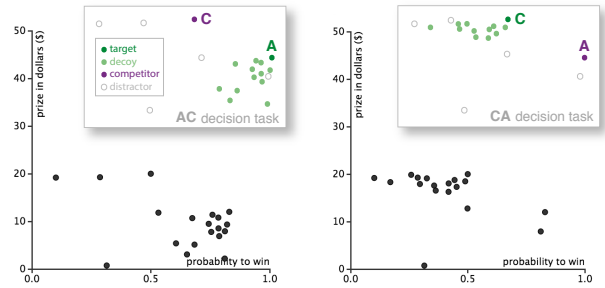 C
A
target
decoy
competitor
distractor
AC decision task
prize in dollars ($)
50
40
30
20
10
0
0.0
0.5
1.0
probability to win
C
A
CA decision task
prize in dollars ($)
50
40
30
20
10
0
0.0
0.5
1.0
probability to win